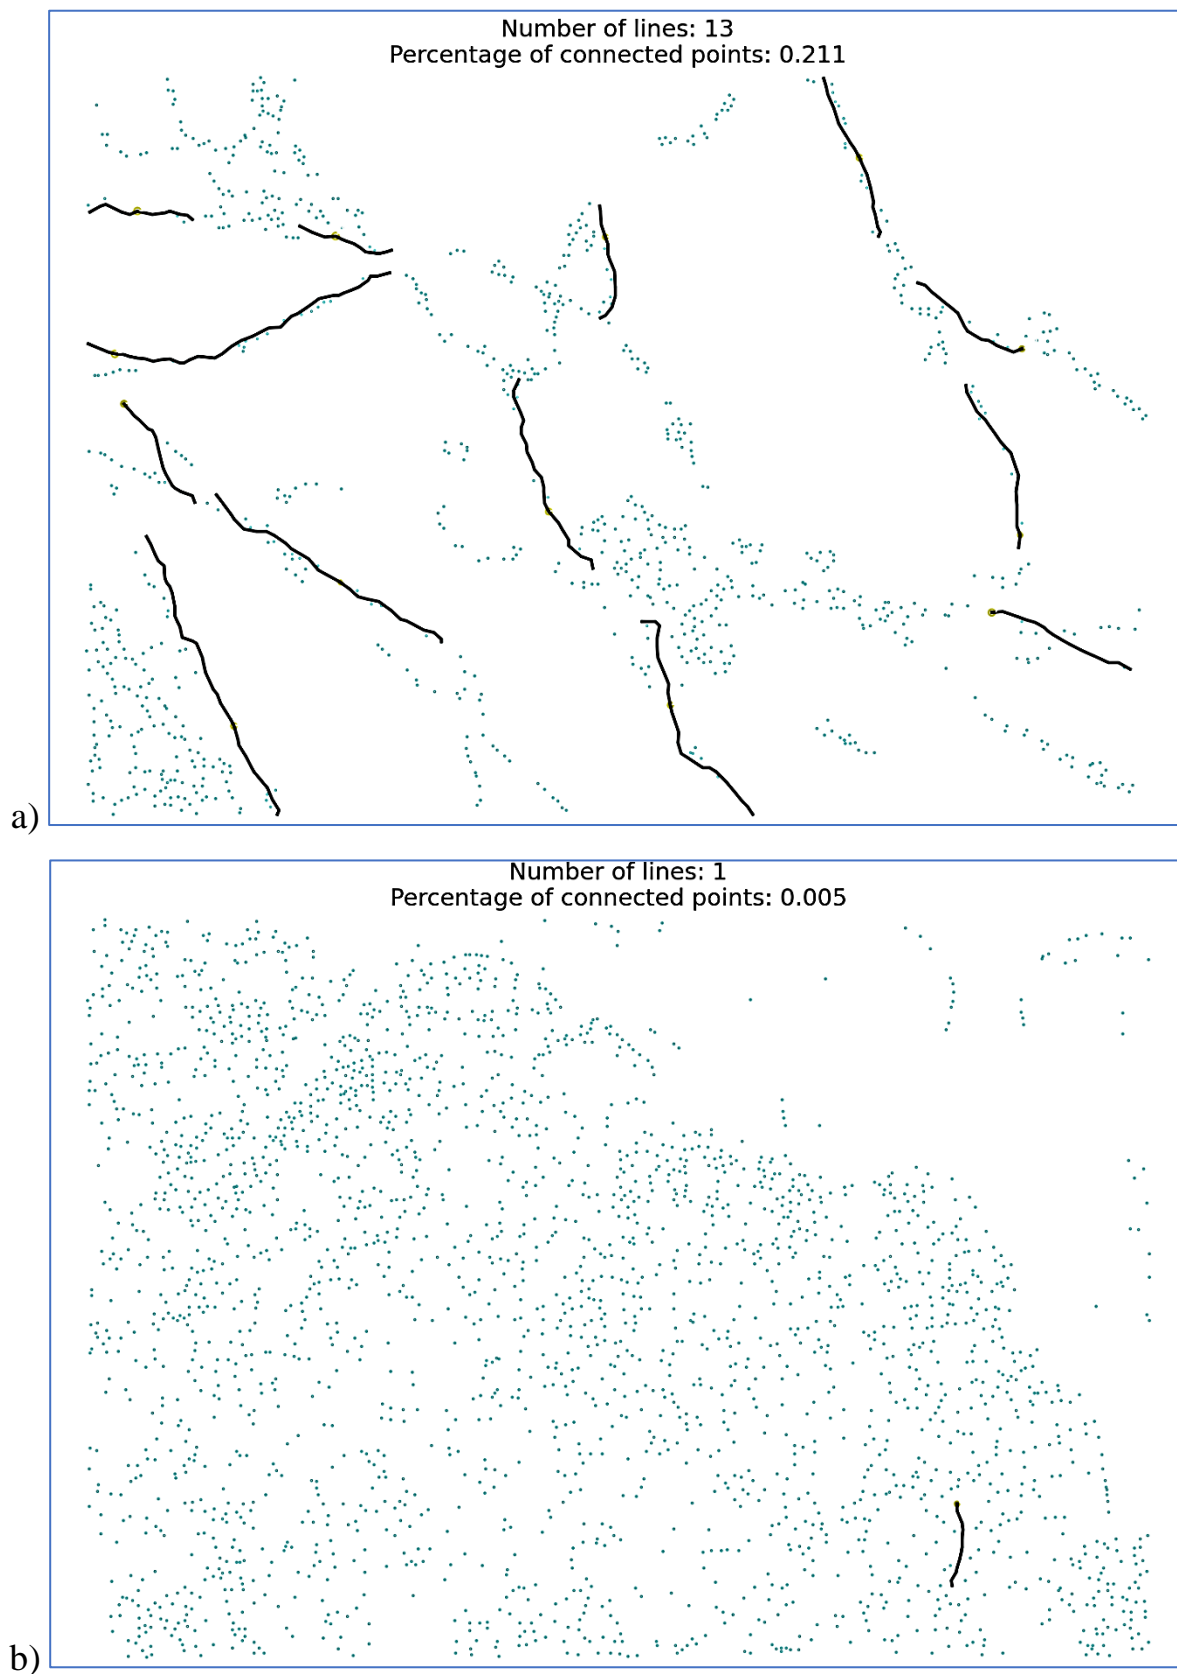 Number of lines: 13
Percentage of connected points: 0.211
a)
Number of lines: 1
Percentage of connected points: 0.005
b)